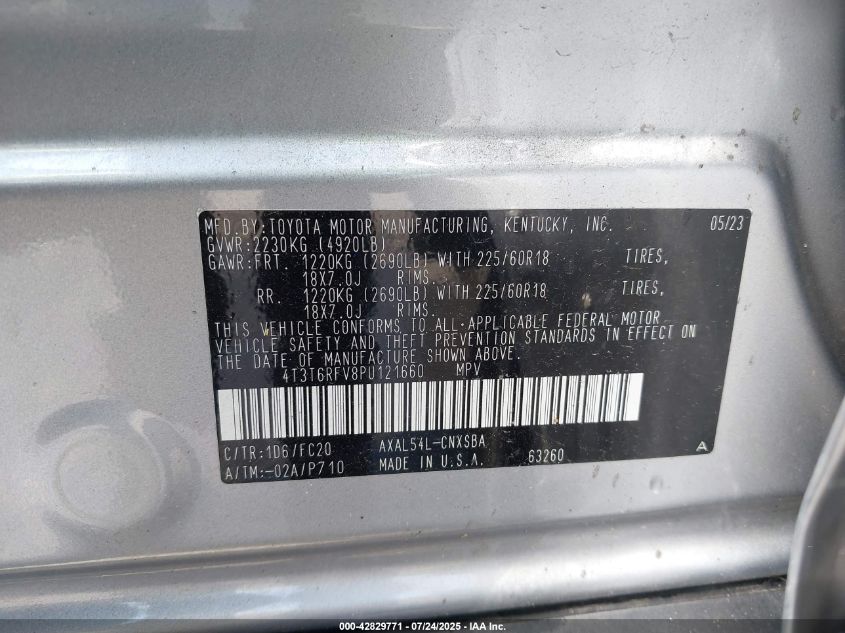 MFD.BY:TOYOTA MOTOR MANUFACTURING, KENTUCKY, INC. 05/23
GVWR:2230KG (4920LB)
GAWR:FRT. 1220KG (2690LB) WITH 225/60R18 TIRES,
18X7.0J RIMS.
RR. 1220KG (2690LB) WITH 225/60R18 TIRES,
18X7.0J RIMS.
THIS VEHICLE CONFORMS TO ALL-APPLICABLE FEDERAL MOTOR
VEHICLE SAFETY AND THEFT PREVENTION STANDARDS IN EFFECT ON
THE DATE OF MANUFACTURE SHOWN ABOVE.
4T3T6RFV8PU121660 MPV
C/TR:1D6/FC20 AXAL54L-CNXSBA A
A/TM:-02A/P710 MADE IN U.S.A. 63260
000-42829771 - 07/24/2025 - IAA Inc.